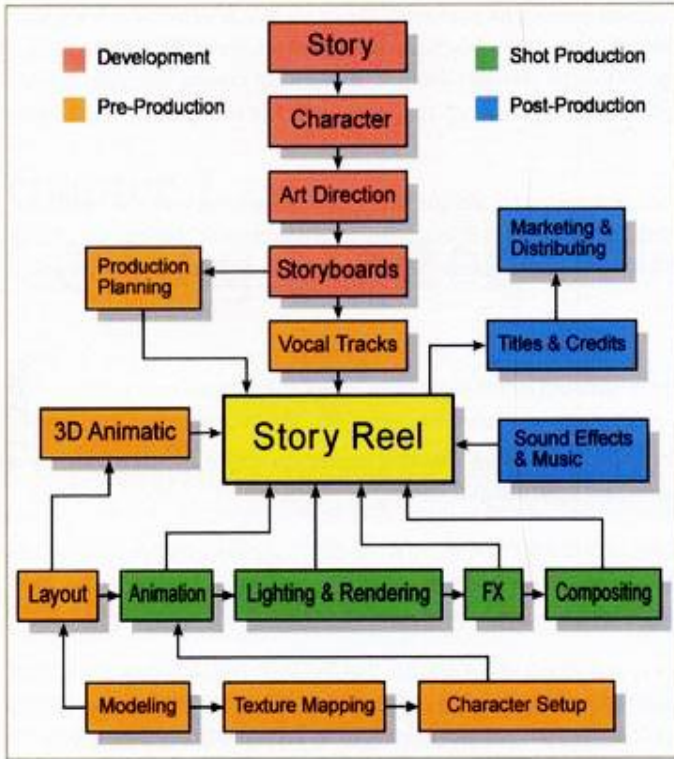 Story
Development
Shot Production
Pre-Production
Post-Production
Character
Art Direction
Marketing &
Distributing
Production
Planning
Storyboards
Vocal Tracks
Titles & Credits
3D Animatic
Story Reel
Sound Effects
& Music
Layout
Animation
Lighting & Rendering
FX
Compositing
Modeling
Texture Mapping
Character Setup